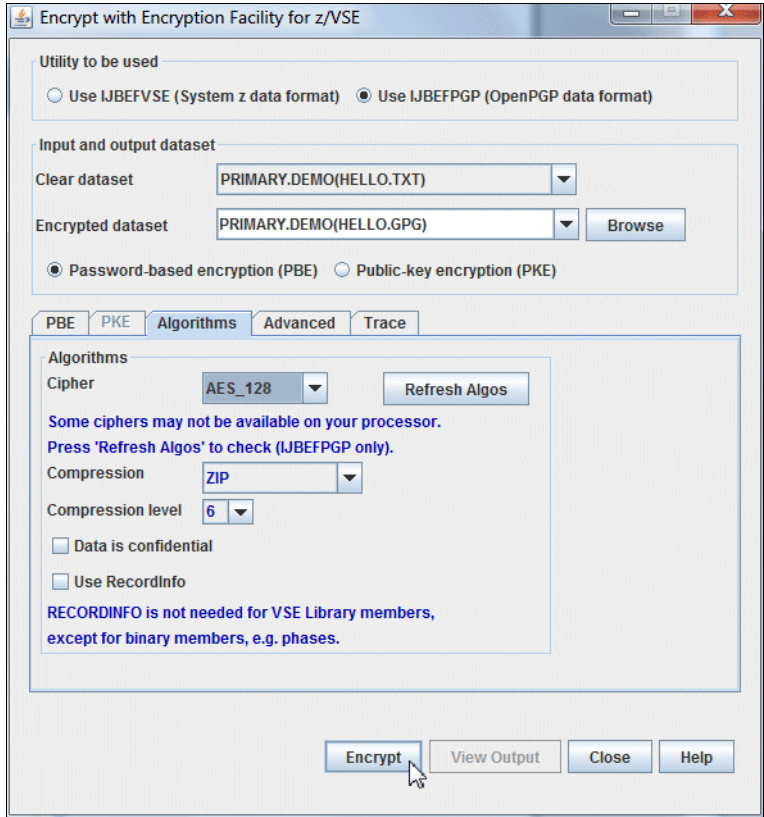 Encrypt with Encryption Facility for z/VSE
Utility to be used
Use IJBEFVSE (System z data format) Use IJBEFPGP (OpenPGP data format)
Input and output dataset
Clear dataset PRIMARY.DEMO(HELLO.TXT)
Encrypted dataset PRIMARY.DEMO(HELLO.GPG) Browse
Password-based encryption (PBE) Public-key encryption (PKE)
PBE PKE Algorithms Advanced Trace
Algorithms
Cipher AES_128 Refresh Algos
Some ciphers may not be available on your processor.
Press 'Refresh Algos' to check (IJBEFPGP only).
Compression ZIP
Compression level 6
Data is confidential
Use RecordInfo
RECORDINFO is not needed for VSE Library members,
except for binary members, e.g. phases.
Encrypt View Output Close Help